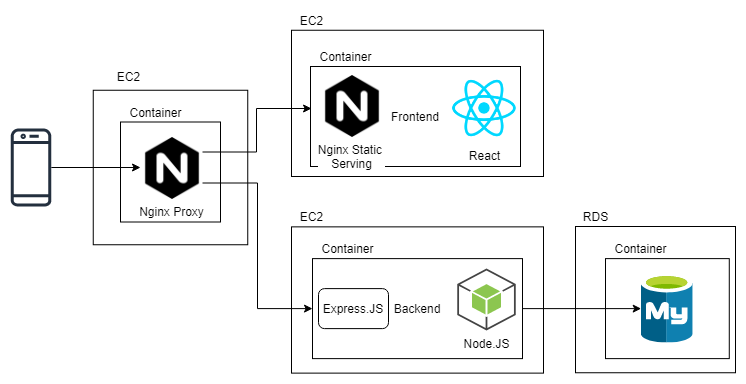 EC2
Container
N
Nginx Proxy
EC2
Container
N
Nginx Static
Serving
Frontend
React
EC2
Container
Express.JS
Backend
Node.JS
RDS
Container
My